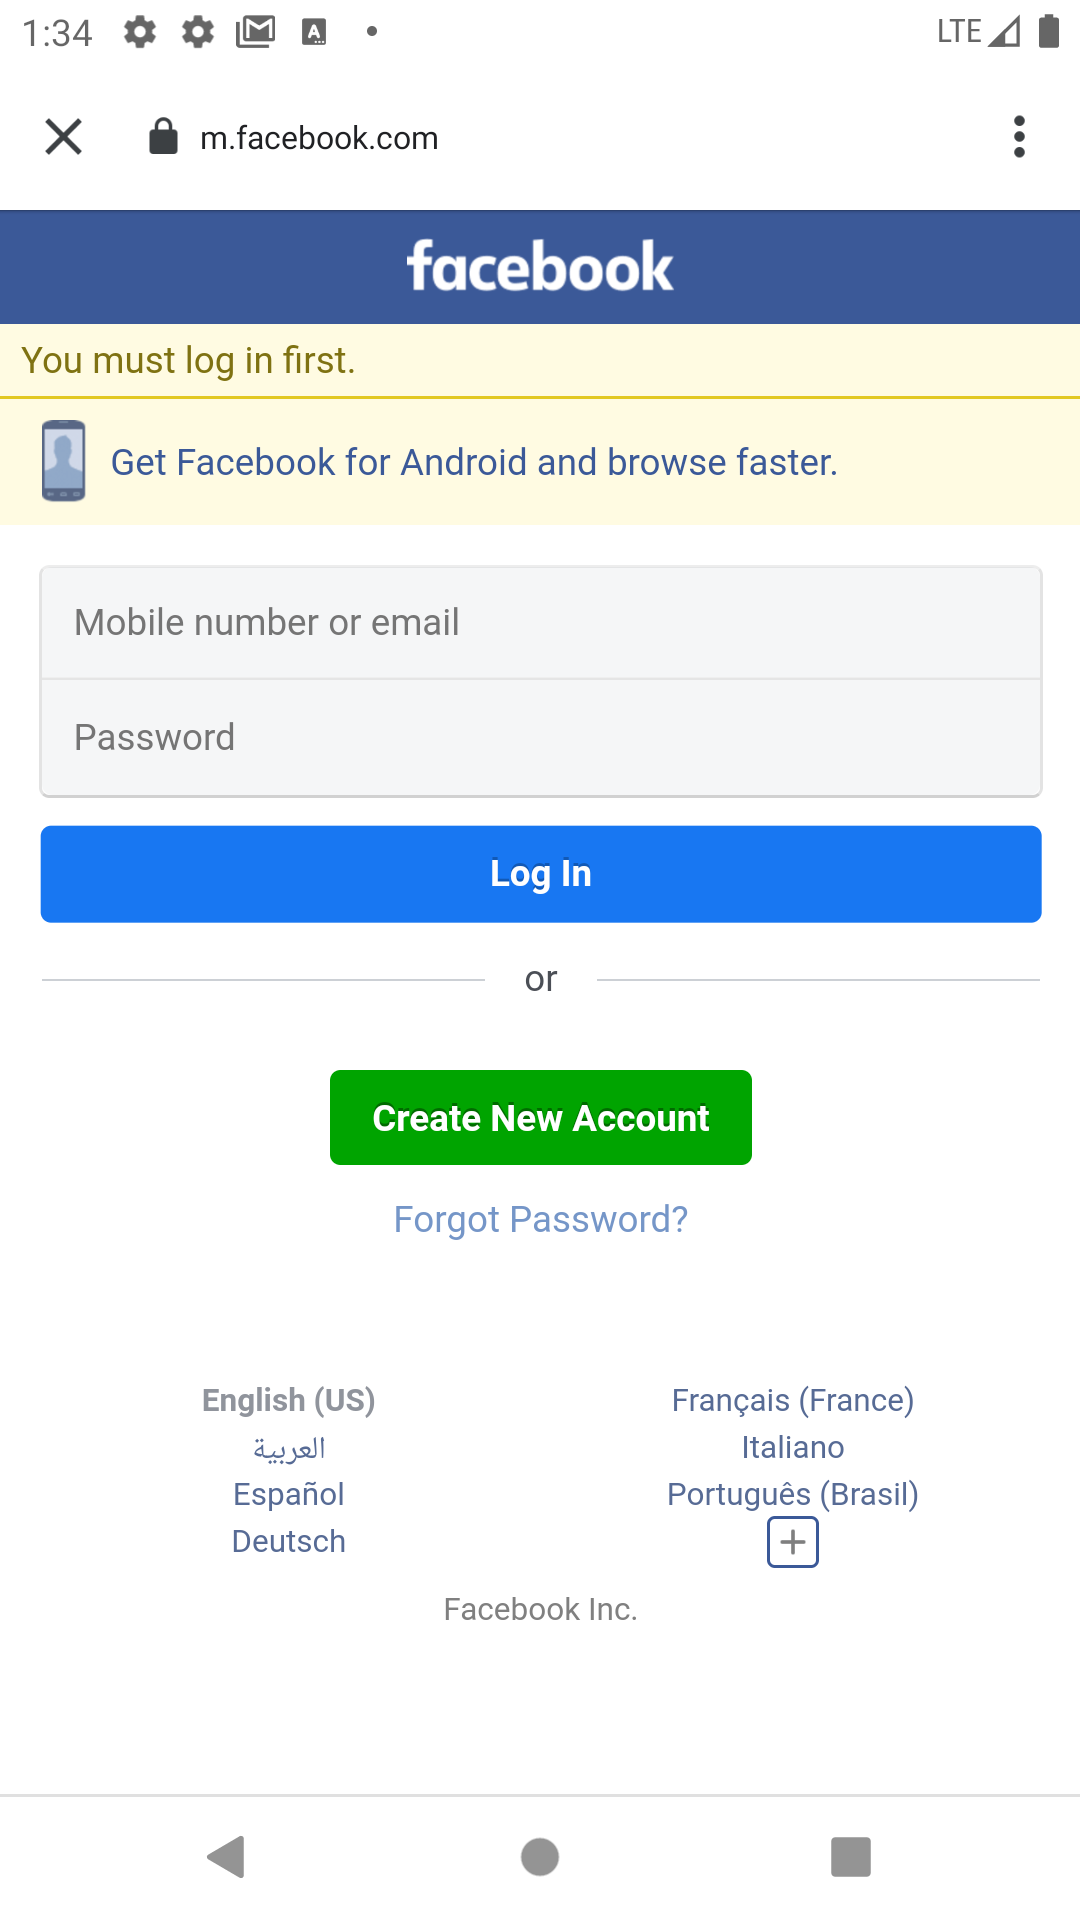 1:34
LTE
m.facebook.com
facebook
You must log in first.
Get Facebook for Android and browse faster.
Mobile number or email
Password
Log In
or
Create New Account
Forgot Password?
English (US)
Français (France)
العربية
Italiano
Español
Português (Brasil)
Deutsch
Facebook Inc.